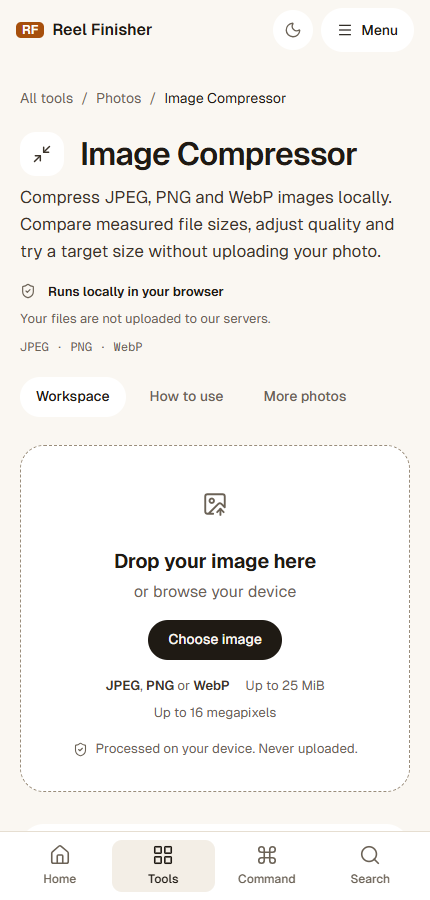 RF Reel Finisher
Menu
All tools / Photos / Image Compressor
Image Compressor
Compress JPEG, PNG and WebP images locally.
Compare measured file sizes, adjust quality and
try a target size without uploading your photo.
Runs locally in your browser
Your files are not uploaded to our servers.
JPEG · PNG · WebP
Workspace How to use More photos
Drop your image here
or browse your device
Choose image
JPEG, PNG or WebP Up to 25 MiB
Up to 16 megapixels
Processed on your device. Never uploaded.
Home Tools Command Search